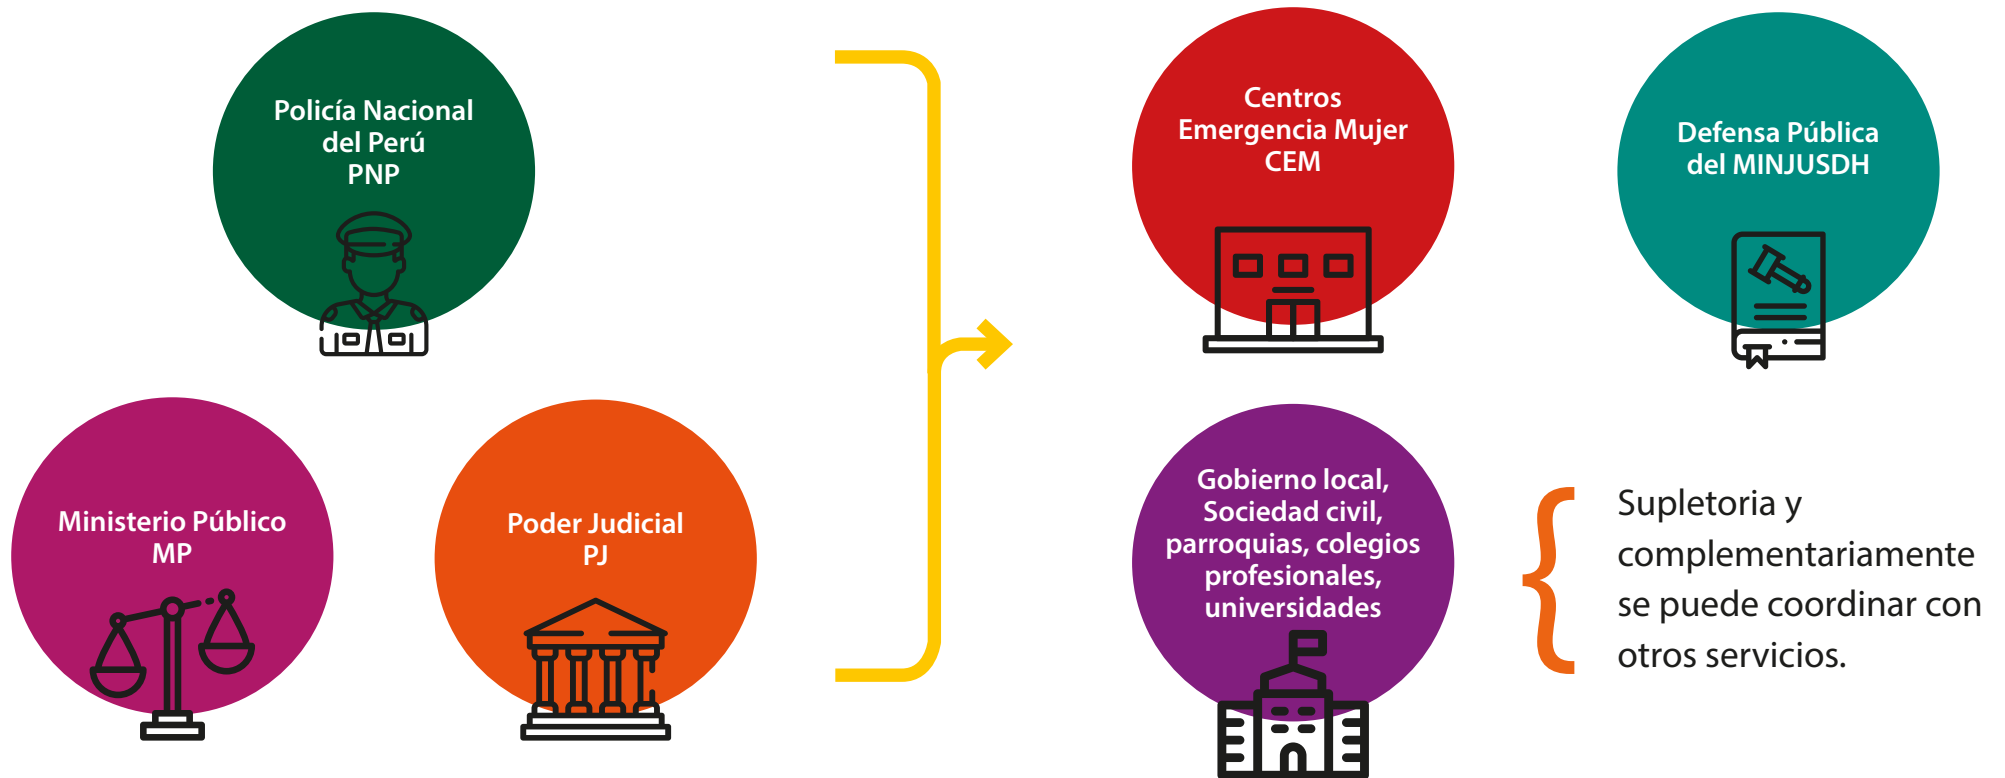 Policía Nacional
del Perú
PNP
Ministerio Público
MP
Poder Judicial
PJ
Centros
Emergencia Mujer
CEM
Defensa Pública
del MINJUSDH
Gobierno local,
Sociedad civil,
parroquias, colegios
profesionales,
universidades
Supletoria y
complementariamente
se puede coordinar con
otros servicios.